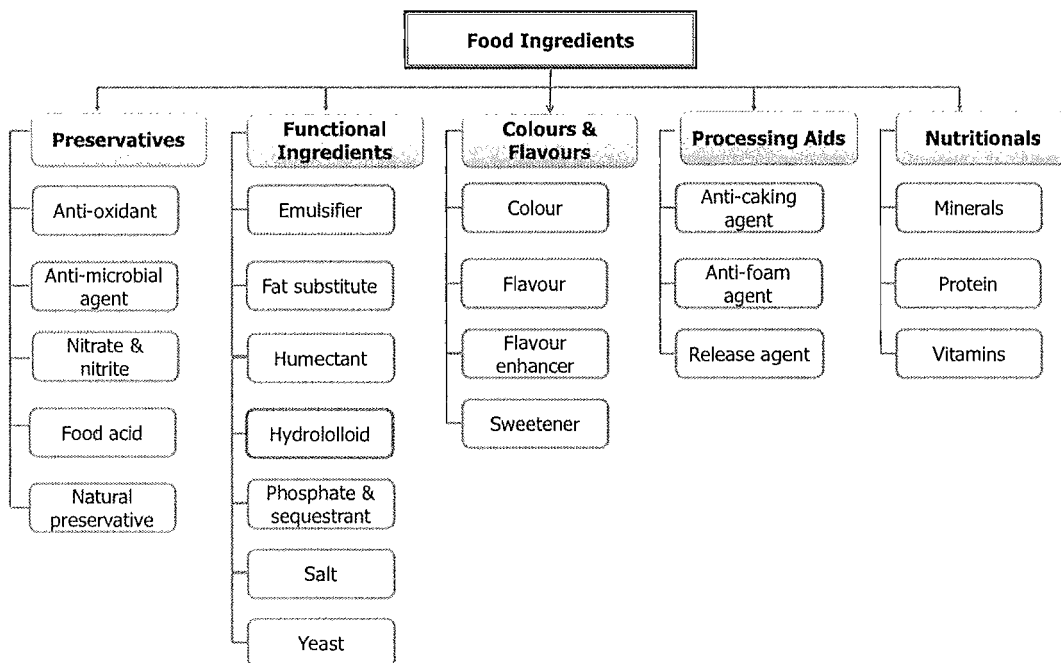 Food Ingredients
Preservatives
Anti-oxidant
Anti-microbial
agent
Nitrate &
nitrite
Food acid
Natural
preservative
Functional
Ingredients
Emulsifier
Fat substitute
Humectant
Hydrololloid
Phosphate &
sequestrant
Salt
Yeast
Colours &
Flavours
Colour
Flavour
Flavour
enhancer
Sweetener
Processing Aids
Anti-caking
agent
Anti-foam
agent
Release agent
Nutritionals
Minerals
Protein
Vitamins